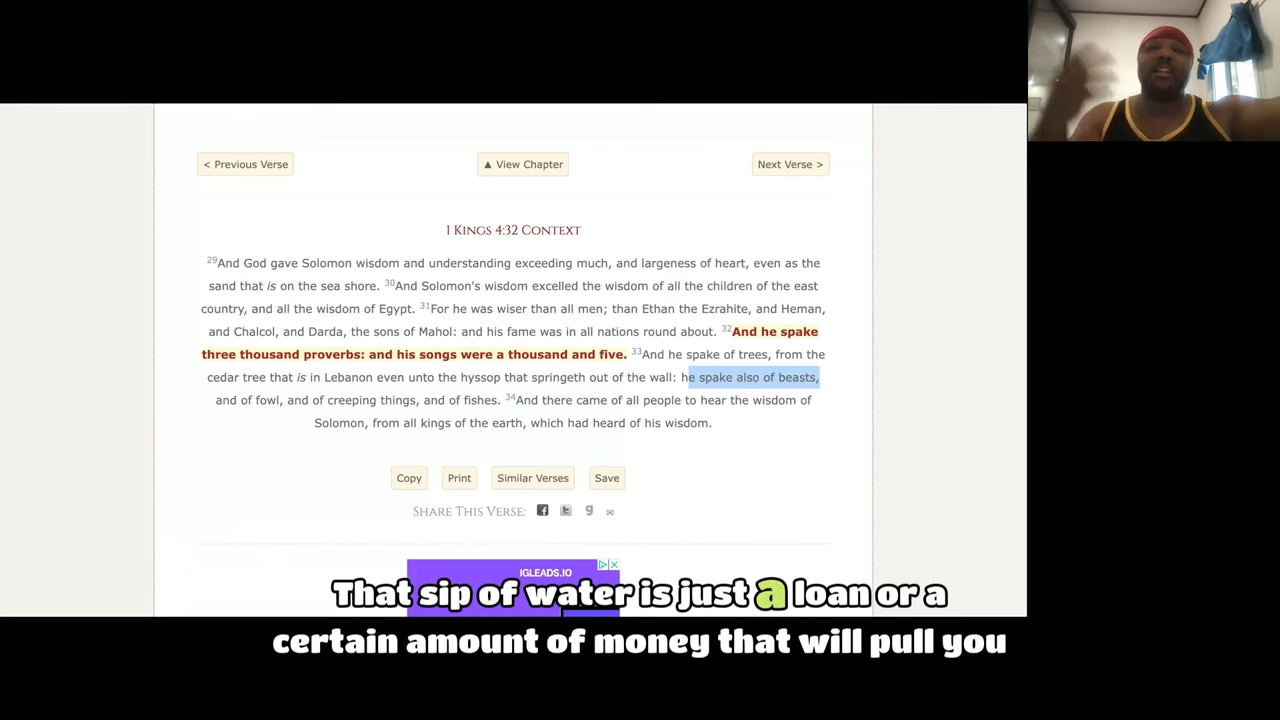 < Previous Verse
▲ View Chapter
Next Verse >
1 Kings 4:32 Context
29And God gave Solomon wisdom and understanding exceeding much, and largeness of heart, even as the
sand that is on the sea shore. 30And Solomon's wisdom excelled the wisdom of all the children of the east
country, and all the wisdom of Egypt. 31For he was wiser than all men; than Ethan the Ezrahite, and Heman,
and Chalcol, and Darda, the sons of Mahol: and his fame was in all nations round about. 32And he spake
three thousand proverbs: and his songs were a thousand and five. 33And he spake of trees, from the
cedar tree that is in Lebanon even unto the hyssop that springeth out of the wall: he spake also of beasts,
and of fowl, and of creeping things, and of fishes. 34And there came of all people to hear the wisdom of
Solomon, from all kings of the earth, which had heard of his wisdom.
Copy
Print
Similar Verses
Save
Share This Verse:
IGLEADS.IO
That sip of water is just a loan or a
certain amount of money that will pull you